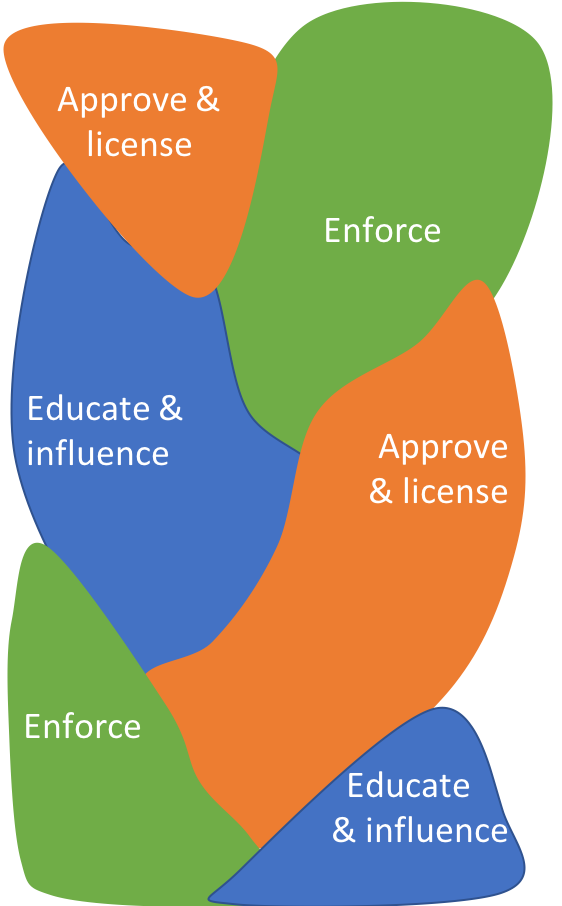 Approve &
license
Enforce
Educate &
influence
Approve
& license
Enforce
Educate
& influence